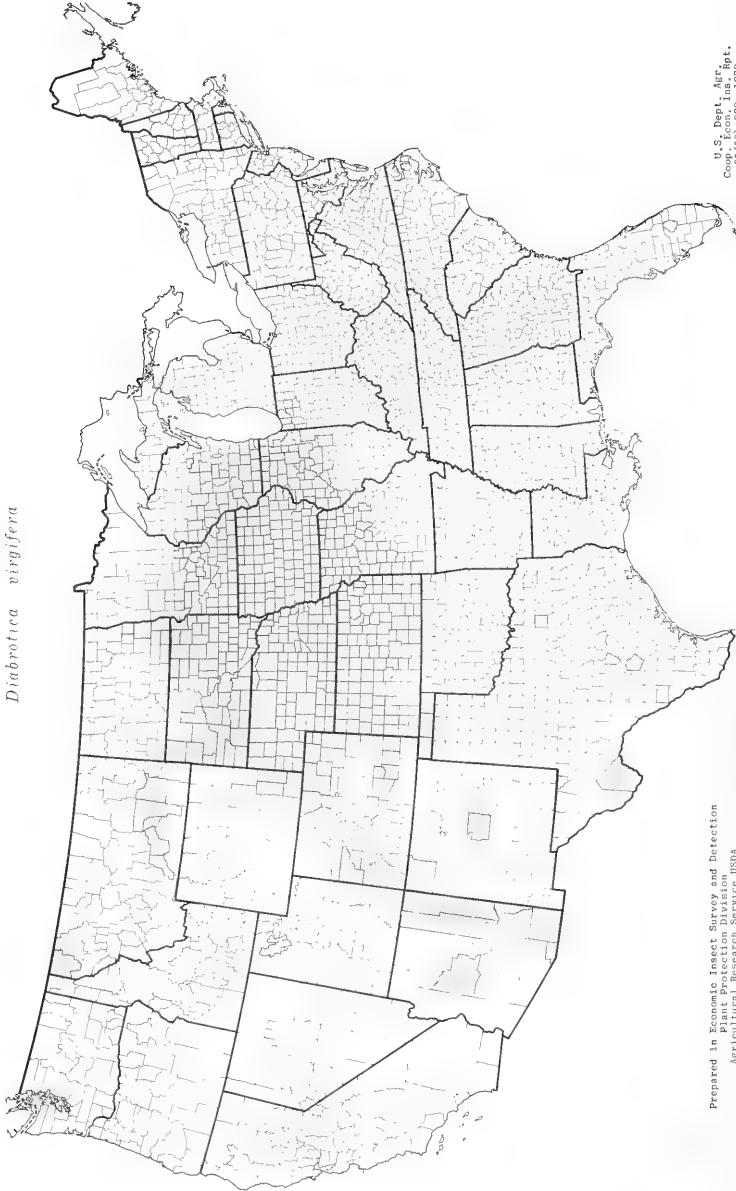 Diabrotica virgifera
Prepared in Economic Insect Survey and Detection
Plant Protection Division
Agricultural Research Service USDA
U.S. Dept. Agr.
Coop. Econ. Ins. Rpt.